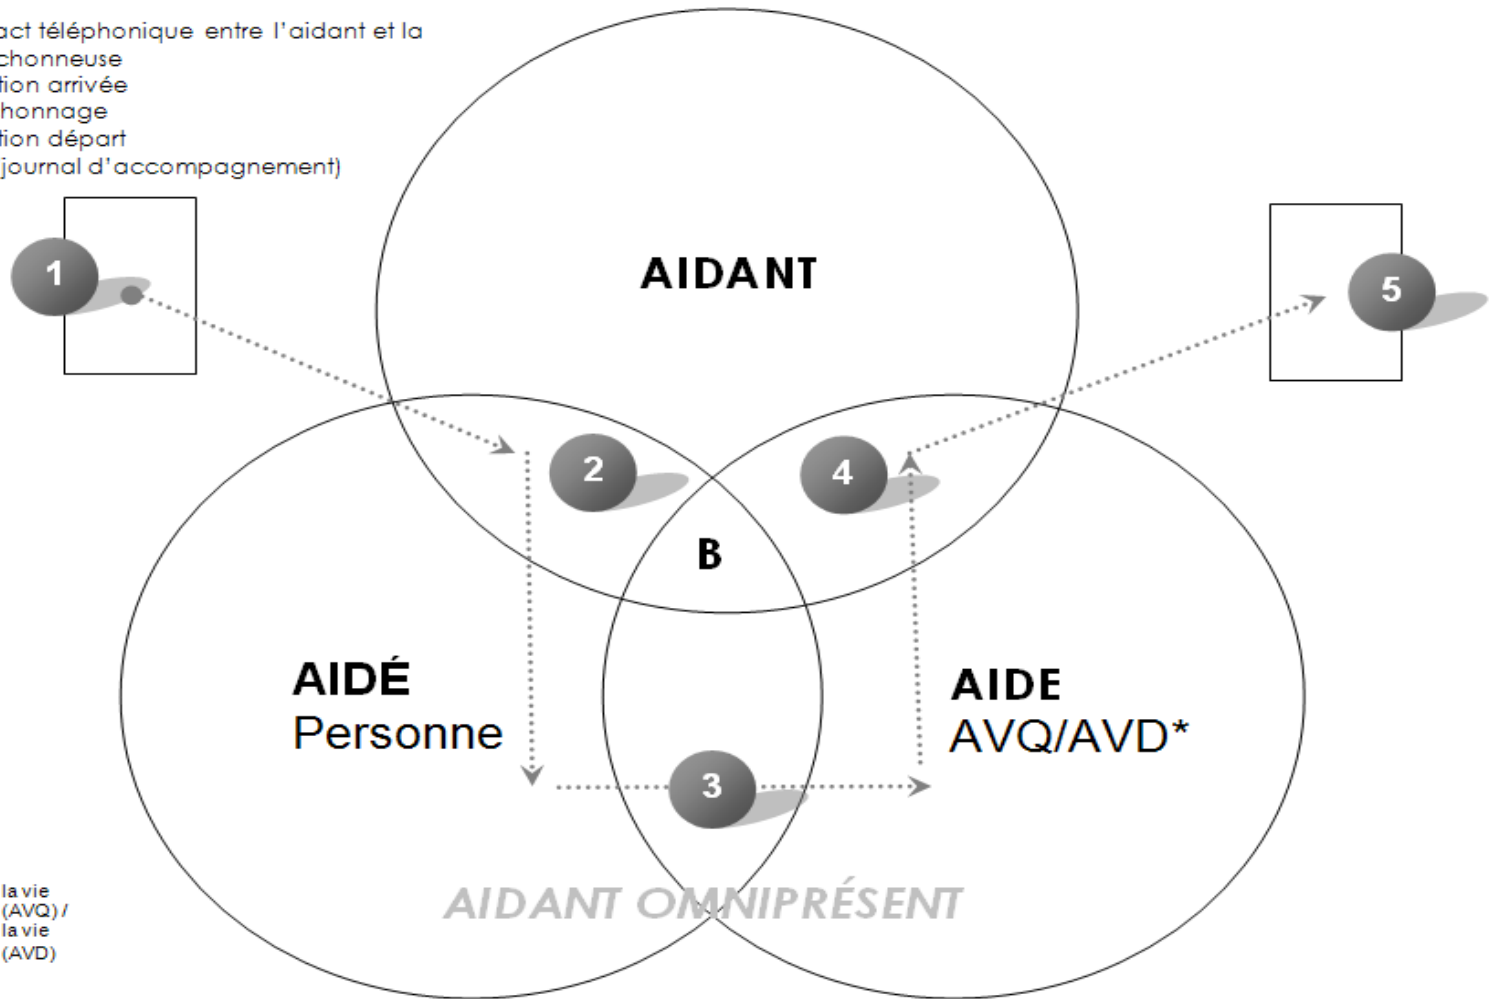 act téléphonique entre l'aidant et la
chonneuse
tion arrivée
honnage
tion départ
journal d'accompagnement)
1
5
AIDANT
2
4
B
AIDÉ
Personne
AIDE
AVQ/AVD*
3
AIDANT OMNIPRÉSENT
la vie
(AVQ) /
la vie
(AVD)